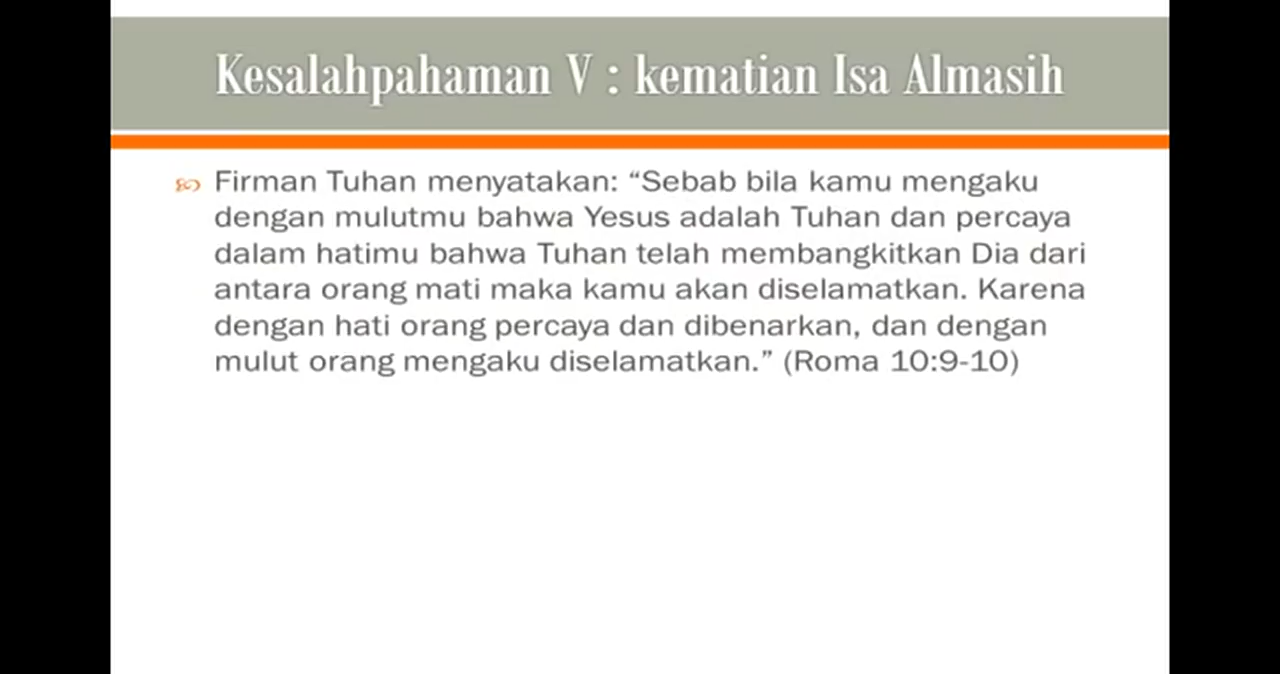 Kesalahpahaman V : kematian Isa Almasih
Firman Tuhan menyatakan: “Sebab bila kamu mengaku
dengan mulutmu bahwa Yesus adalah Tuhan dan percaya
dalam hatimu bahwa Tuhan telah membangkitkan Dia dari
antara orang mati maka kamu akan diselamatkan. Karena
dengan hati orang percaya dan dibenarkan, dan dengan
mulut orang mengaku diselamatkan.” (Roma 10:9-10)